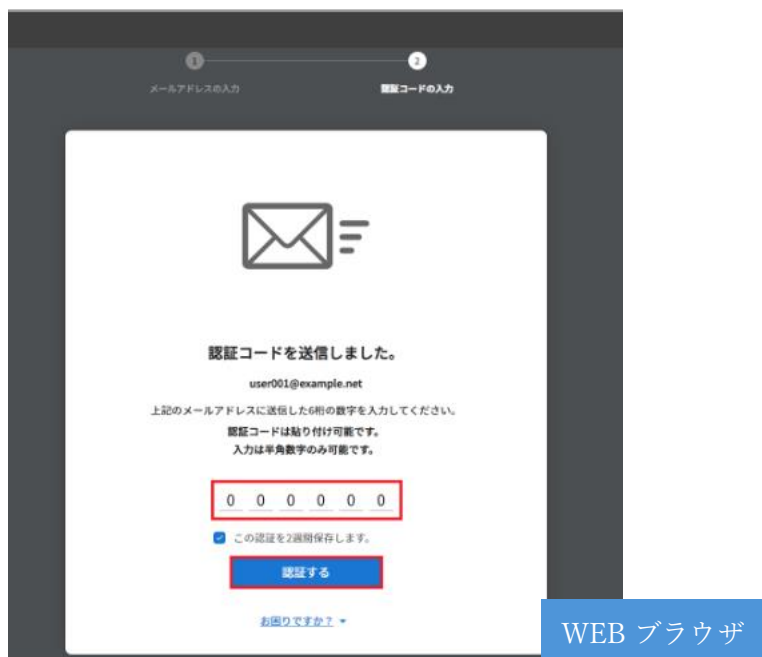 1
2
メールアドレスの入力
認証コードの入力
認証コードを送信しました。
user001@example.net
上記のメールアドレスに送信した6桁の数字を入力してください。
認証コードは貼り付け可能です。
入力は半角数字のみ可能です。
0 0 0 0 0 0
この認証を2週間保存します。
認証する
お困りですか？
WEB ブラウザ